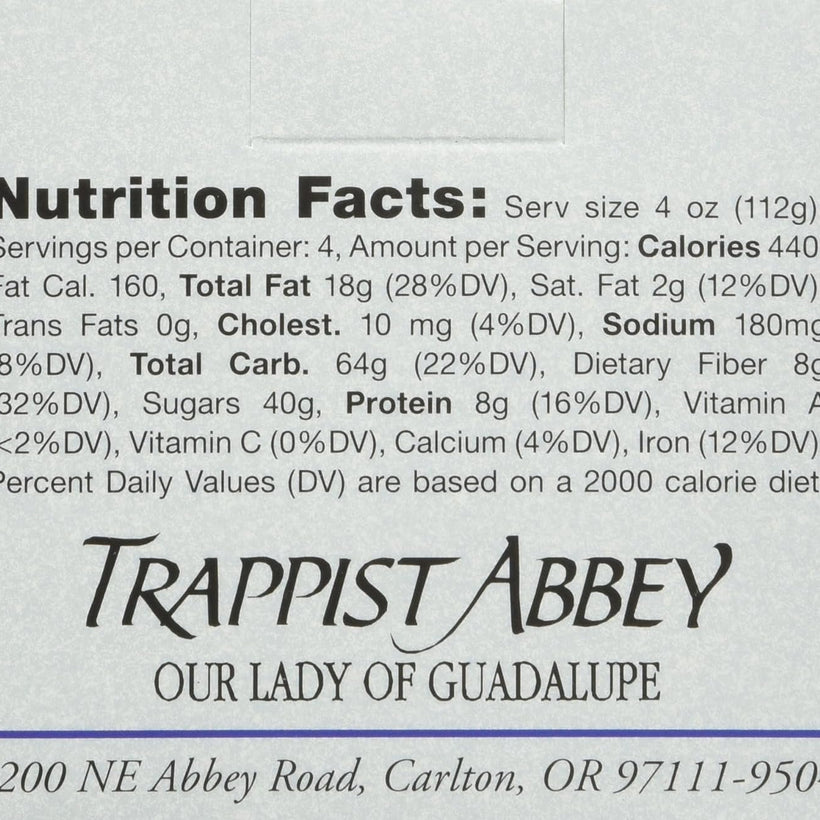 Nutrition Facts: Serv size 4 oz (112g)
Servings per Container: 4, Amount per Serving: Calories 440
Fat Cal. 160, Total Fat 18g (28%DV), Sat. Fat 2g (12%DV)
Trans Fats 0g, Cholest. 10 mg (4%DV), Sodium 180mg
8%DV), Total Carb. 64g (22%DV), Dietary Fiber 8g
32%DV), Sugars 40g, Protein 8g (16%DV), Vitamin A
<2%DV), Vitamin C (0%DV), Calcium (4%DV), Iron (12%DV)
Percent Daily Values (DV) are based on a 2000 calorie diet
TRAPPIST ABBEY
OUR LADY OF GUADALUPE
200 NE Abbey Road, Carlton, OR 97111-950